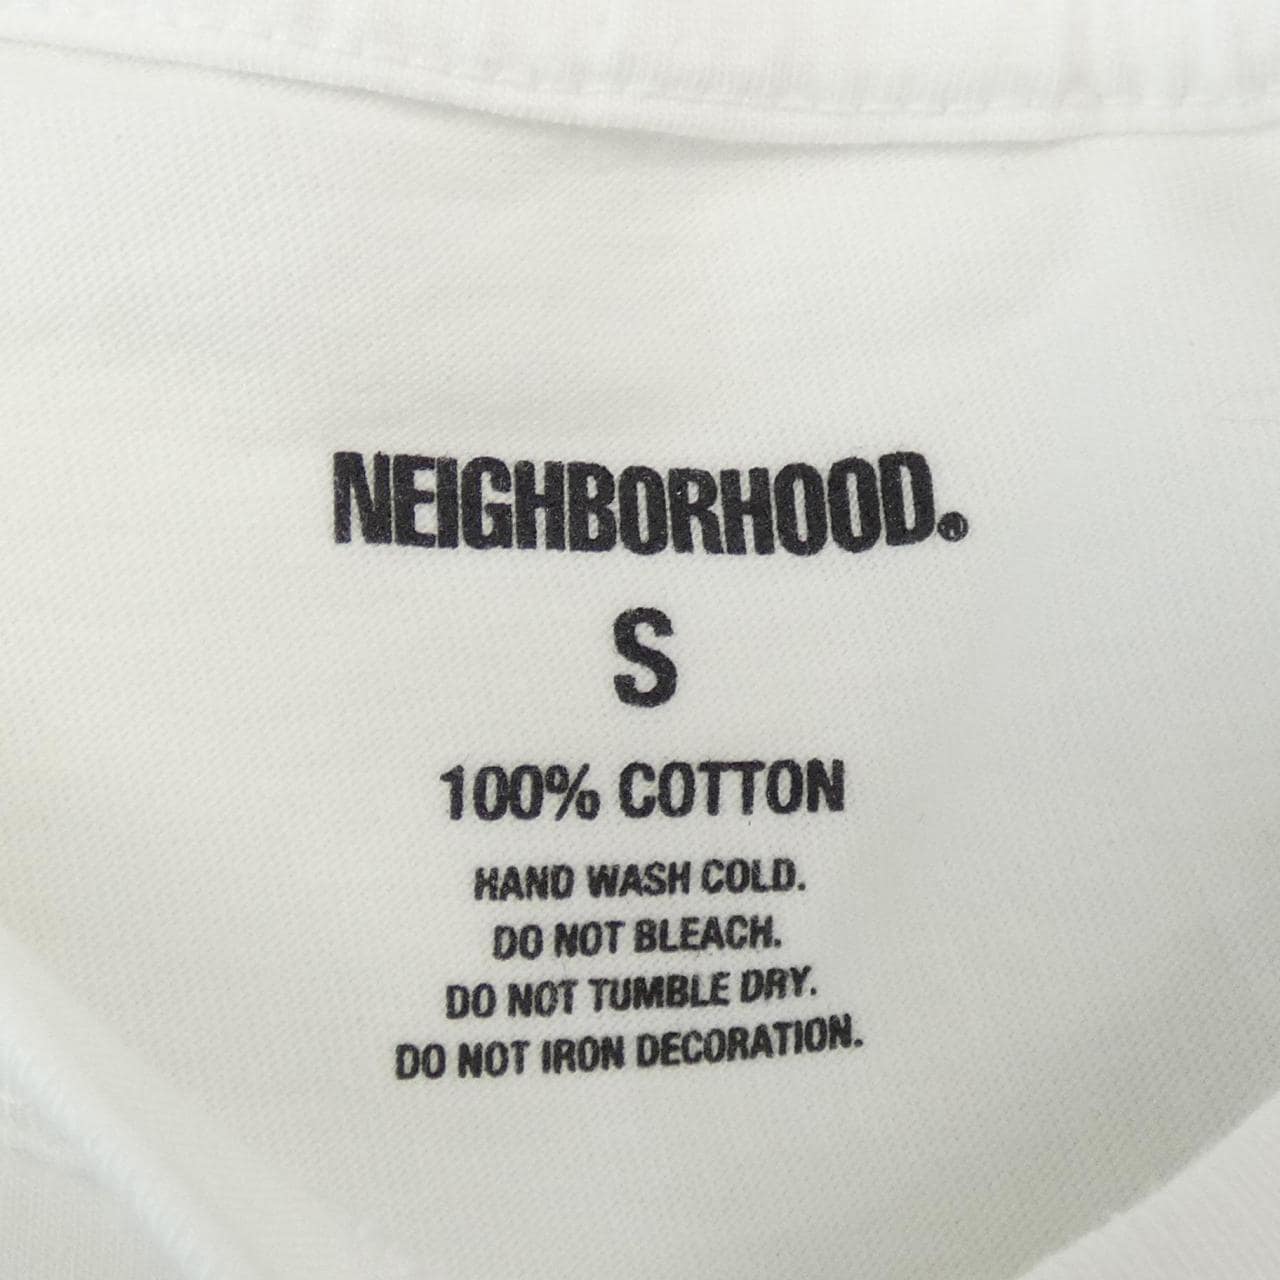 NEIGHBORHOOD.®
S
100% COTTON
HAND WASH COLD.
DO NOT BLEACH.
DO NOT TUMBLE DRY.
DO NOT IRON DECORATION.